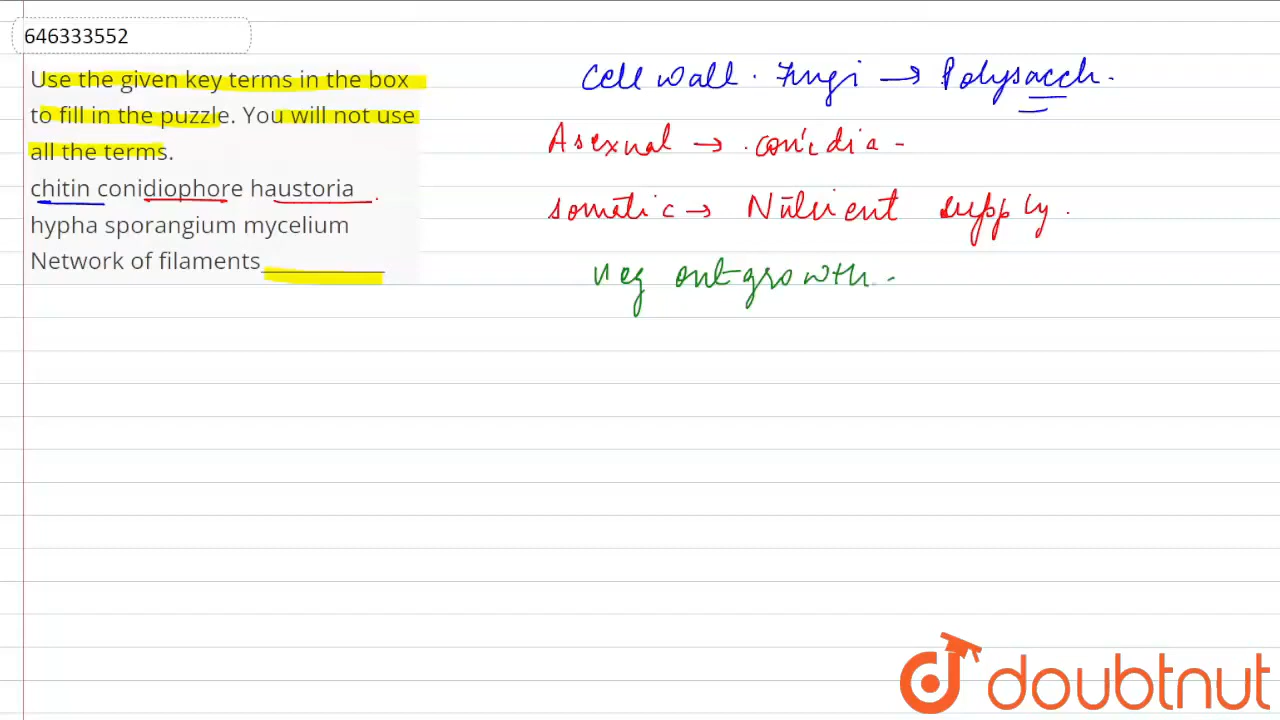 646333552
Use the given key terms in the box
to fill in the puzzle. You will not use
all the terms.
chitin conidiophore haustoria
hypha sporangium mycelium
Network of filaments____________
Cell wall . Fungi → Polysacch.
Asexual → conidia -
somatic → Nutrient supply.
veg outgrowth.
doubtnut